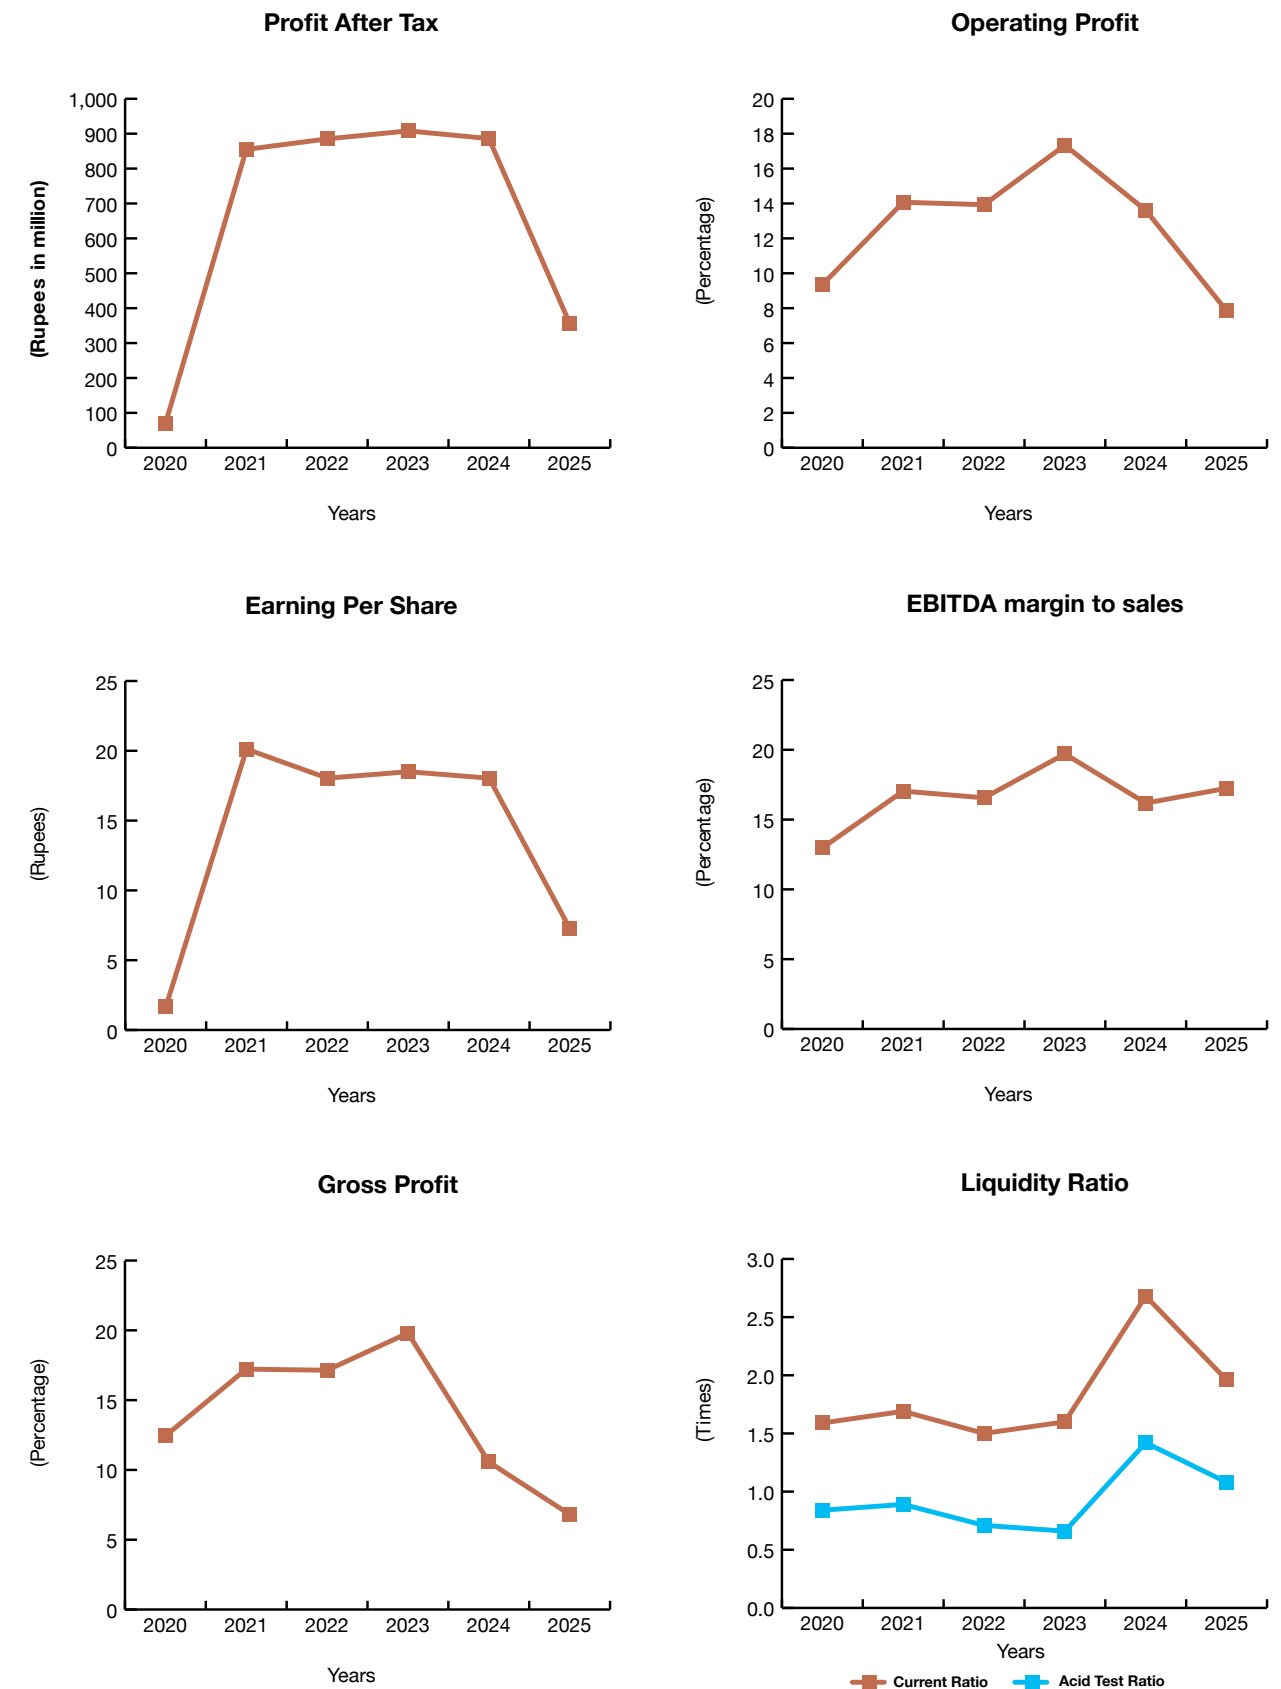 Profit After Tax
(Rupees in million)
1,000
900
800
700
600
500
400
300
200
100
0
2020 2021 2022 2023 2024 2025
Years
Operating Profit
(Percentage)
20
18
16
14
12
10
8
6
4
2
0
2020 2021 2022 2023 2024 2025
Years
Earning Per Share
(Rupees)
25
20
15
10
5
0
2020 2021 2022 2023 2024 2025
Years
EBITDA margin to sales
(Percentage)
25
20
15
10
5
0
2020 2021 2022 2023 2024 2025
Years
Gross Profit
(Percentage)
25
20
15
10
5
0
2020 2021 2022 2023 2024 2025
Years
Liquidity Ratio
(Times)
3.0
2.5
2.0
1.5
1.0
0.5
0.0
2020 2021 2022 2023 2024 2025
Years
Current Ratio Acid Test Ratio